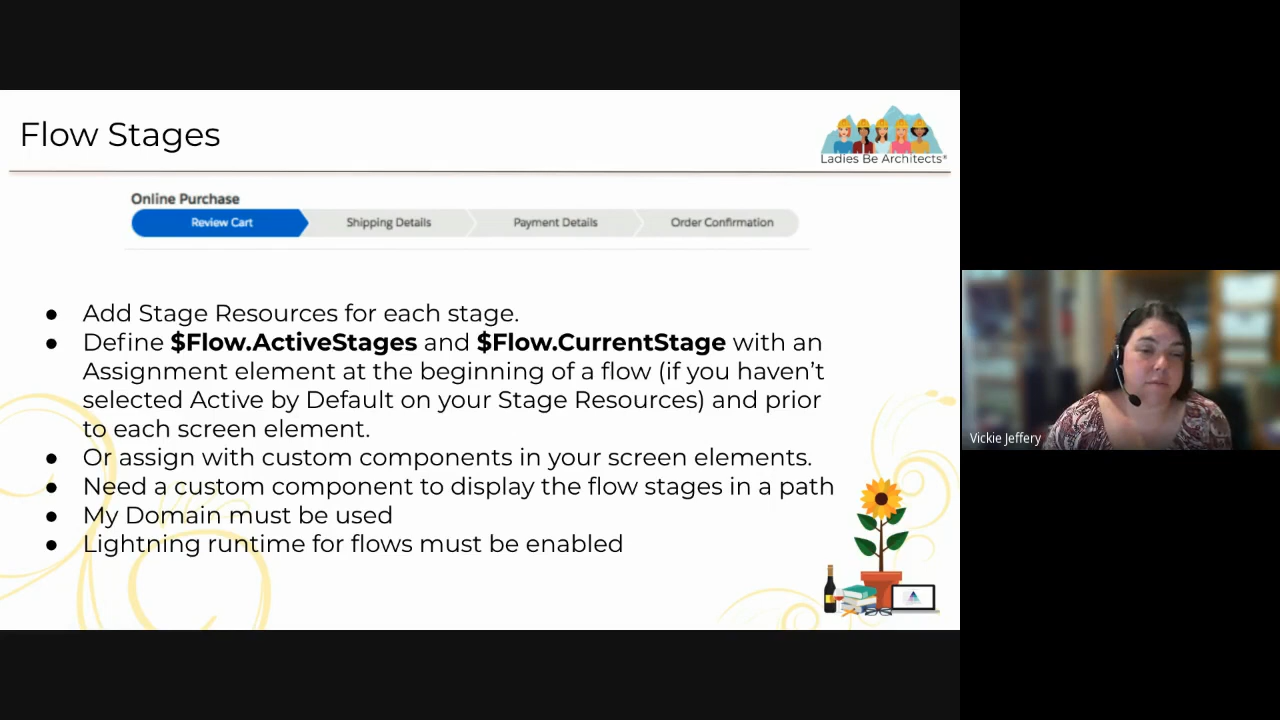 Flow Stages
Ladies Be Architects*
Online Purchase
Review Cart
Shipping Details
Payment Details
Order Confirmation
● Add Stage Resources for each stage.
● Define $Flow.ActiveStages and $Flow.CurrentStage with an
Assignment element at the beginning of a flow (if you haven't
selected Active by Default on your Stage Resources) and prior
to each screen element.
● Or assign with custom components in your screen elements.
● Need a custom component to display the flow stages in a path
● My Domain must be used
● Lightning runtime for flows must be enabled
Vickie Jeffery